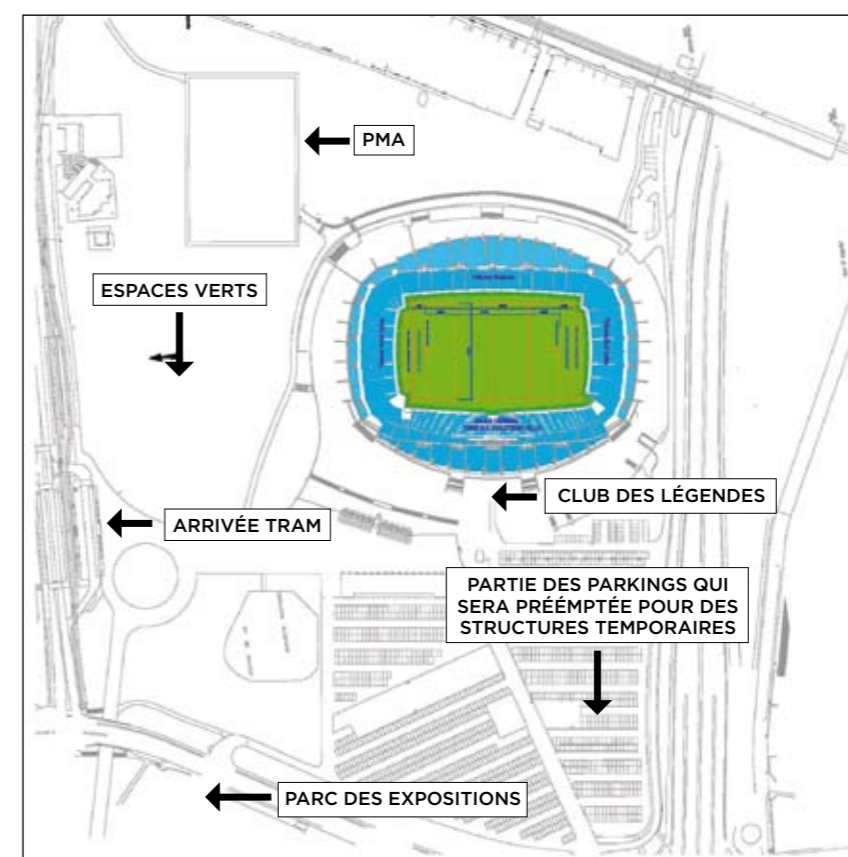 PMA
ESPACES VERTS
CLUB DES LÉGENDES
ARRIVÉE TRAM
PARTIE DES PARKINGS QUI
SERA PRÉÉMPTÉE POUR DES
STRUCTURES TEMPORAIRES
PARC DES EXPOSITIONS